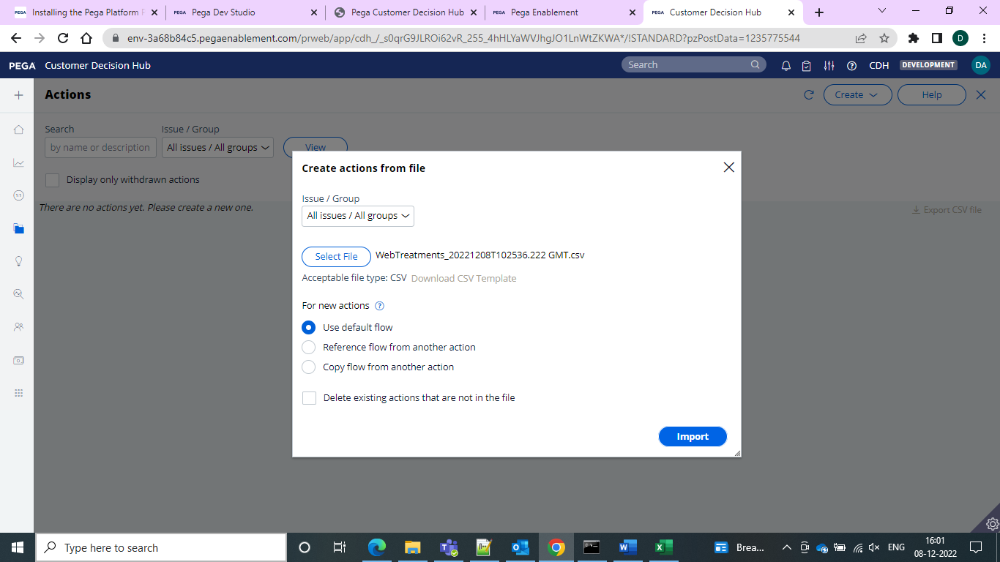 Installing the Pega Platform
Pega Dev Studio
Pega Customer Decision Hub
Pega Enablement
Customer Decision Hub
env-3a68b84c5.pegaenablement.com/prweb/app/cdh_/_s0qrG9JLROi62vR_255_4hHLYaWVJhgJO1LnWtZKWA*/!STANDARD?pzPostData=1235775544
D
PEGA Customer Decision Hub
Search
CDH
DEVELOPMENT
DA
Actions
Create
Help
Search
Issue / Group
by name or description
All issues / All groups
View
Display only withdrawn actions
There are no actions yet. Please create a new one.
Export CSV file
Create actions from file
Issue / Group
All issues / All groups
Select File WebTreatments_20221208T102536.222 GMT.csv
Acceptable file type: CSV Download CSV Template
For new actions ?
Use default flow
Reference flow from another action
Copy flow from another action
Delete existing actions that are not in the file
Import
Type here to search
Brea...
ENG
16:01
08-12-2022